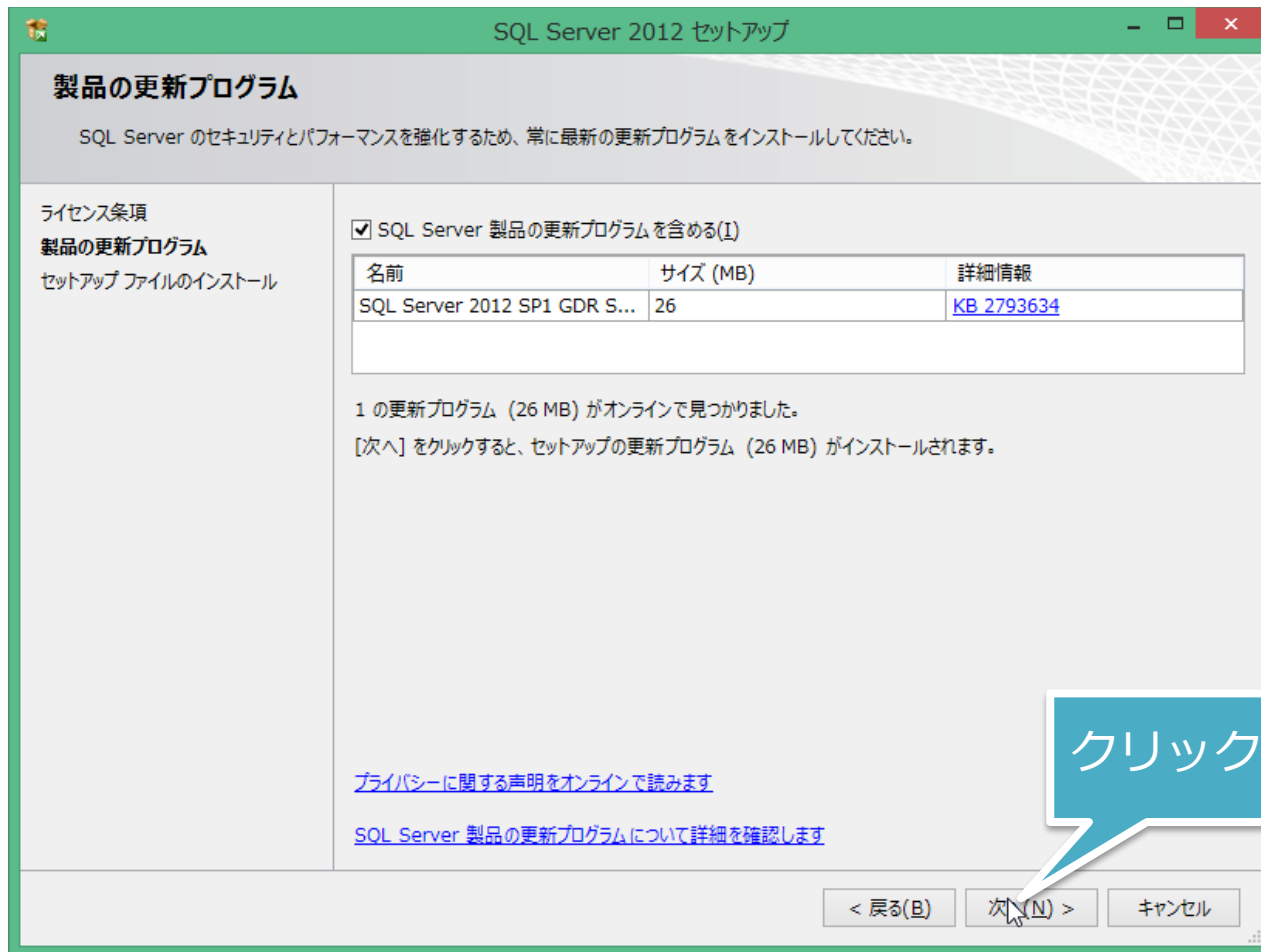 SQL Server 2012 セットアップ
製品の更新プログラム
SQL Server のセキュリティとパフォーマンスを強化するため、常に最新の更新プログラムをインストールしてください。
ライセンス条項
製品の更新プログラム
セットアップ ファイルのインストール
SQL Server 製品の更新プログラムを含める(I)
名前 サイズ (MB) 詳細情報
SQL Server 2012 SP1 GDR S... 26 KB 2793634
1 の更新プログラム (26 MB) がオンラインで見つかりました。
[次へ] をクリックすると、セットアップの更新プログラム (26 MB) がインストールされます。
クリック
プライバシーに関する声明をオンラインで読みます
SQL Server 製品の更新プログラムについて詳細を確認します
< 戻る(B) 次へ(N) > キャンセル